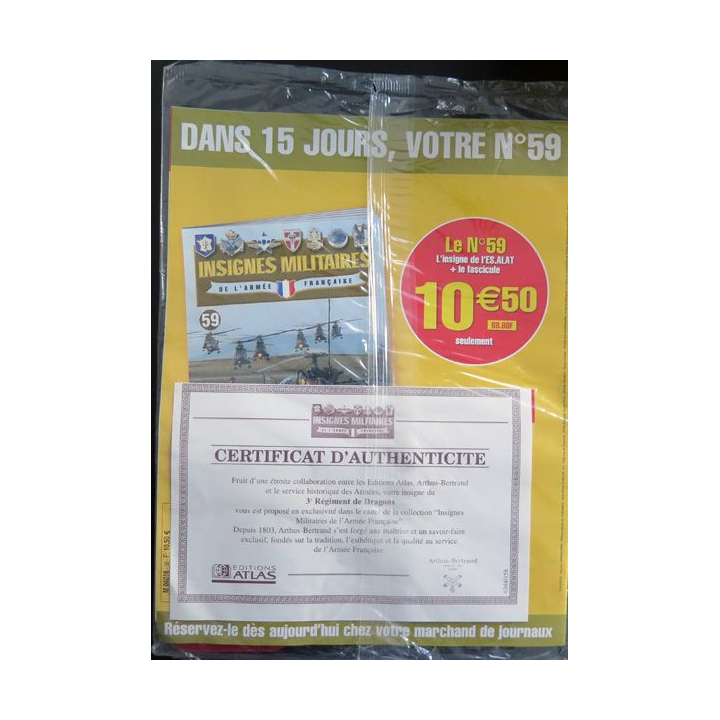 DANS 15 JOURS, VOTRE N°59
INSIGNES MILITAIRES
DE L'ARMÉE FRANÇAISE
59
Le N°59
L'insigne de l'ES.ALAT
+ le fascicule
10€50
68.88F
seulement
INSIGNES MILITAIRES
CERTIFICAT D'AUTHENTICITE
Fruit d'une étroite collaboration entre les Editions Atlas, Arthus-Bertrand
et le service historique des Armées, votre insigne du
3e Régiment de Dragons
vous est proposé en exclusivité dans le cadre de la collection "Insignes
Militaires de l'Armée Française".
Depuis 1803, Arthus-Bertrand s'est forgé une maîtrise et un savoir-faire
exclusif, fondés sur la tradition, l'esthétique et la qualité au service
de l'Armée Française.
EDITIONS
ATLAS
Arthus-Bertrand
Réservez-le dès aujourd'hui chez votre marchand de journaux